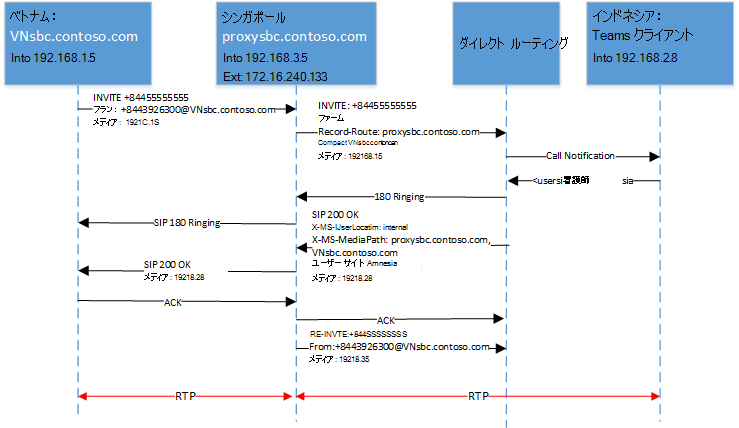 ベトナム：
VNsbc.contoso.com
Into 192.168.1.5
シンガポール
proxysbc.contoso.com
Into 192.168.3.5
Ext: 172.16.240.133
ダイレクト ルーティング
インドネシア：
Teams クライアント
Into 192.168.2.8
INVITE +84455555555
フラン： +8443926300@VNsbc.contoso.com
メディア： 1921C.1S
INVITE: +84455555555
ファーム
Record-Route: proxysbc.contoso.com
Compact VNsbc.contoroan
メディア : 192168.15
Call Notification
<usersi看護師 sia
180 Ringing
SIP 180 Ringing
SIP 200 OK
X-MS-IJserLocatim: internal
X-MS-MediaPath: proxysbc.contoso.com,
VNsbc.contoso.com
ユーザー サイト Amnesia
メディア : 19218.28
SIP 200 OK
メディア : 19218.28
ACK
ACK
RE-INVTE:+844SSSSSSSS
From:+8443926300@VNsbc.contoso.com
メディア : 19218.35
RTP
RTP